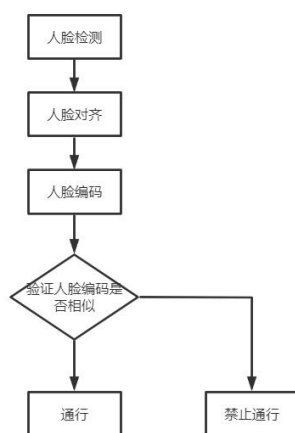 人脸检测
人脸对齐
人脸编码
验证人脸编码是
否相似
通行
禁止通行